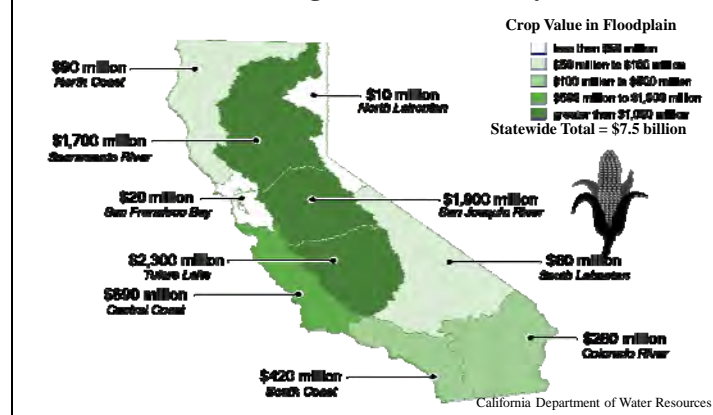 Crop Value in Floodplain
less than $50 million
$50 million to $100 million
$100 million to $500 million
$500 million to $1,000 million
greater than $1,000 million
Statewide Total = $7.5 billion
$90 million
North Coast
$10 million
North Lahontan
$1,700 million
Sacramento River
$20 million
San Francisco Bay
$1,900 million
San Joaquin River
$2,300 million
Tulare Lake
million
South Lahontan
million
Central Coast
$280 million
Colorado River
$420 million
South Coast
California Department of Water Resources